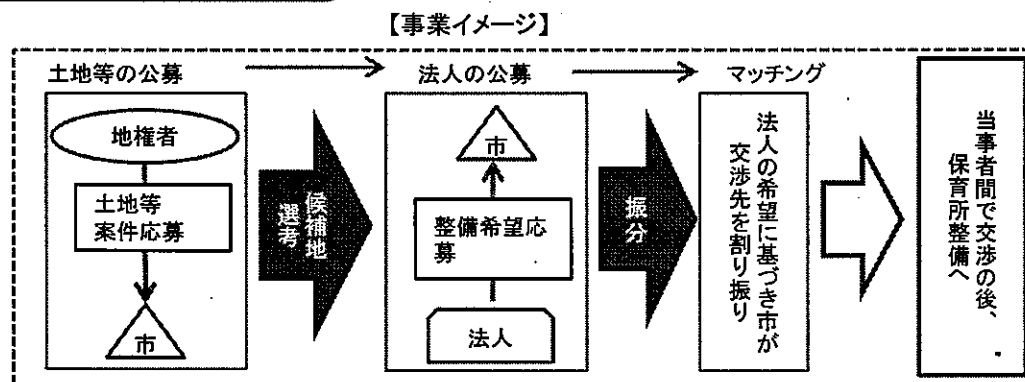 【事業イメージ】
土地等の公募
地権者
土地等
案件応募
市
候補地
選考
法人の公募
市
整備希望応
募
法人
振分
マッチング
法人の希望に基づき市が
交渉先を割り振り
当事者間で交渉の後、
保育所整備へ